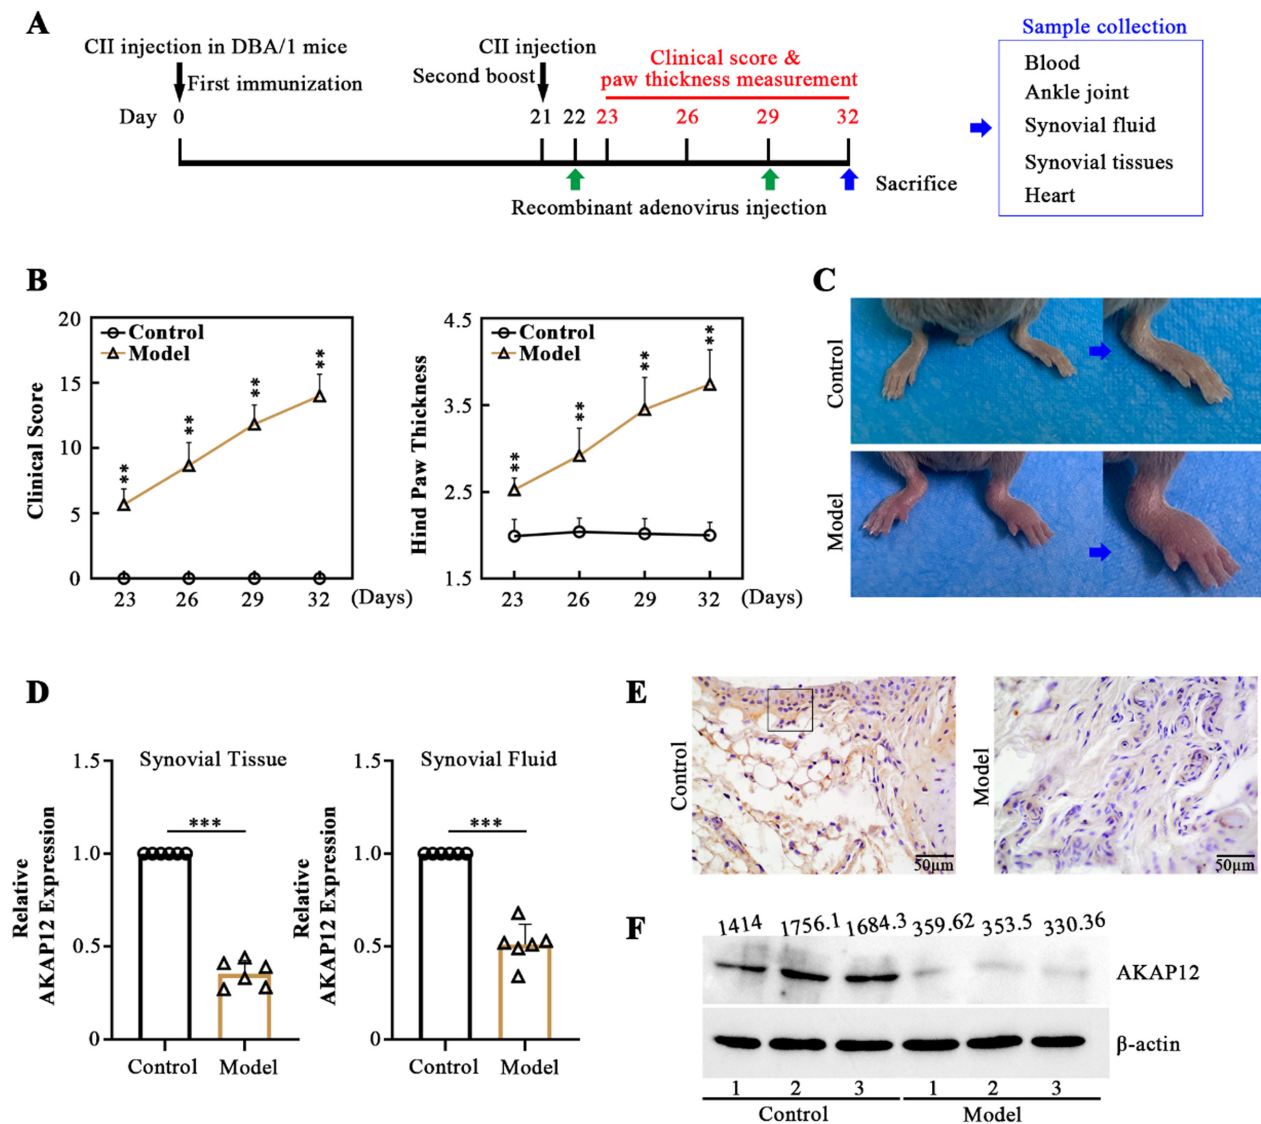 A
CII injection in DBA/1 mice
First immunization
CII injection
Second boost
Clinical score &
paw thickness measurement
Day 0 21 22 23 26 29 32
Recombinant adenovirus injection
Sacrifice
Sample collection
Blood
Ankle joint
Synovial fluid
Synovial tissues
Heart
B
Clinical Score
20
15
10
5
0
Control
Model
**
**
**
**
23 26 29 32 (Days)
Hind Paw Thickness
4.5
3.5
2.5
1.5
Control
Model
**
**
**
**
23 26 29 32 (Days)
C
Control
Model
D
Relative
AKAP12 Expression
1.5
1.0
0.5
0
Synovial Tissue
***
Control Model
Relative
AKAP12 Expression
1.5
1.0
0.5
0
Synovial Fluid
***
Control Model
E
Control
50μm
Model
50μm
F
1414 1756.1 1684.3 359.62 353.5 330.36
AKAP12
β-actin
1 2 3 1 2 3
Control Model